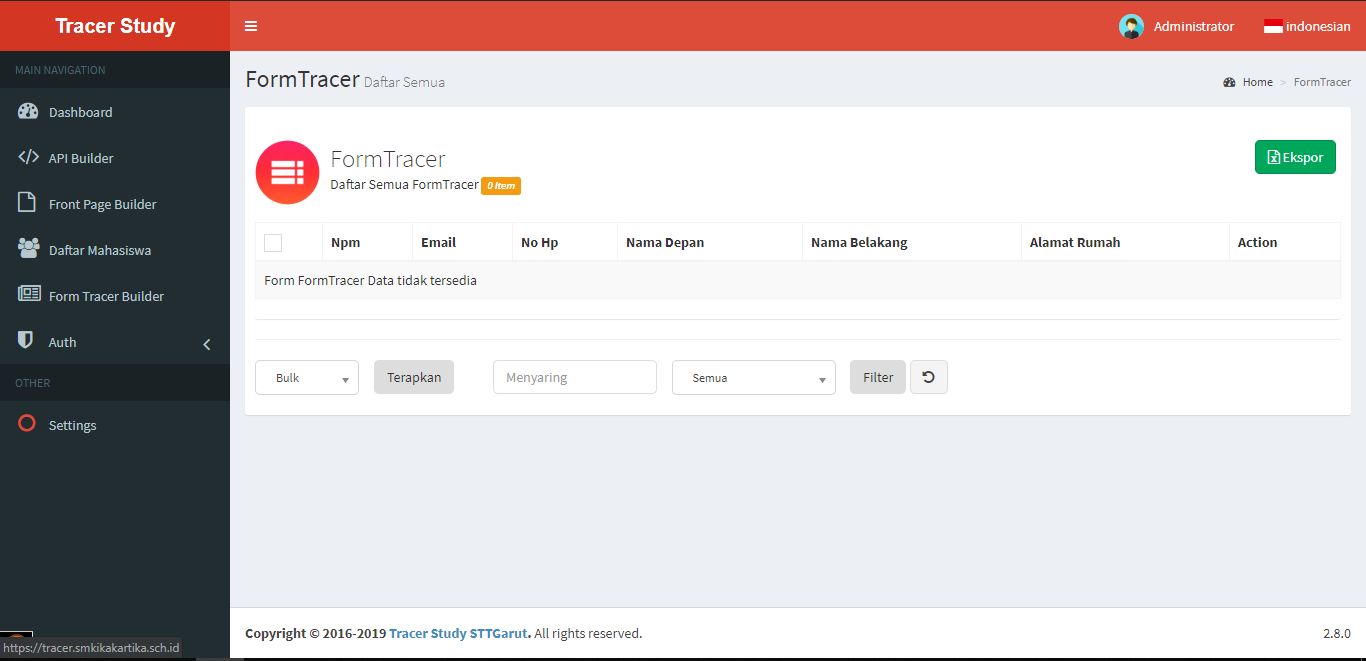 Tracer Study
Administrator
indonesian
MAIN NAVIGATION
Dashboard
API Builder
Front Page Builder
Daftar Mahasiswa
Form Tracer Builder
Auth
OTHER
Settings
FormTracer Daftar Semua
Home > FormTracer
FormTracer
Daftar Semua FormTracer 0 Item
Ekspor
Npm Email No Hp Nama Depan Nama Belakang Alamat Rumah Action
Form FormTracer Data tidak tersedia
Bulk Terapkan Menyaring Semua Filter
Copyright © 2016-2019 Tracer Study STTGarut. All rights reserved.
2.8.0
https://tracer.smkikakartika.sch.id